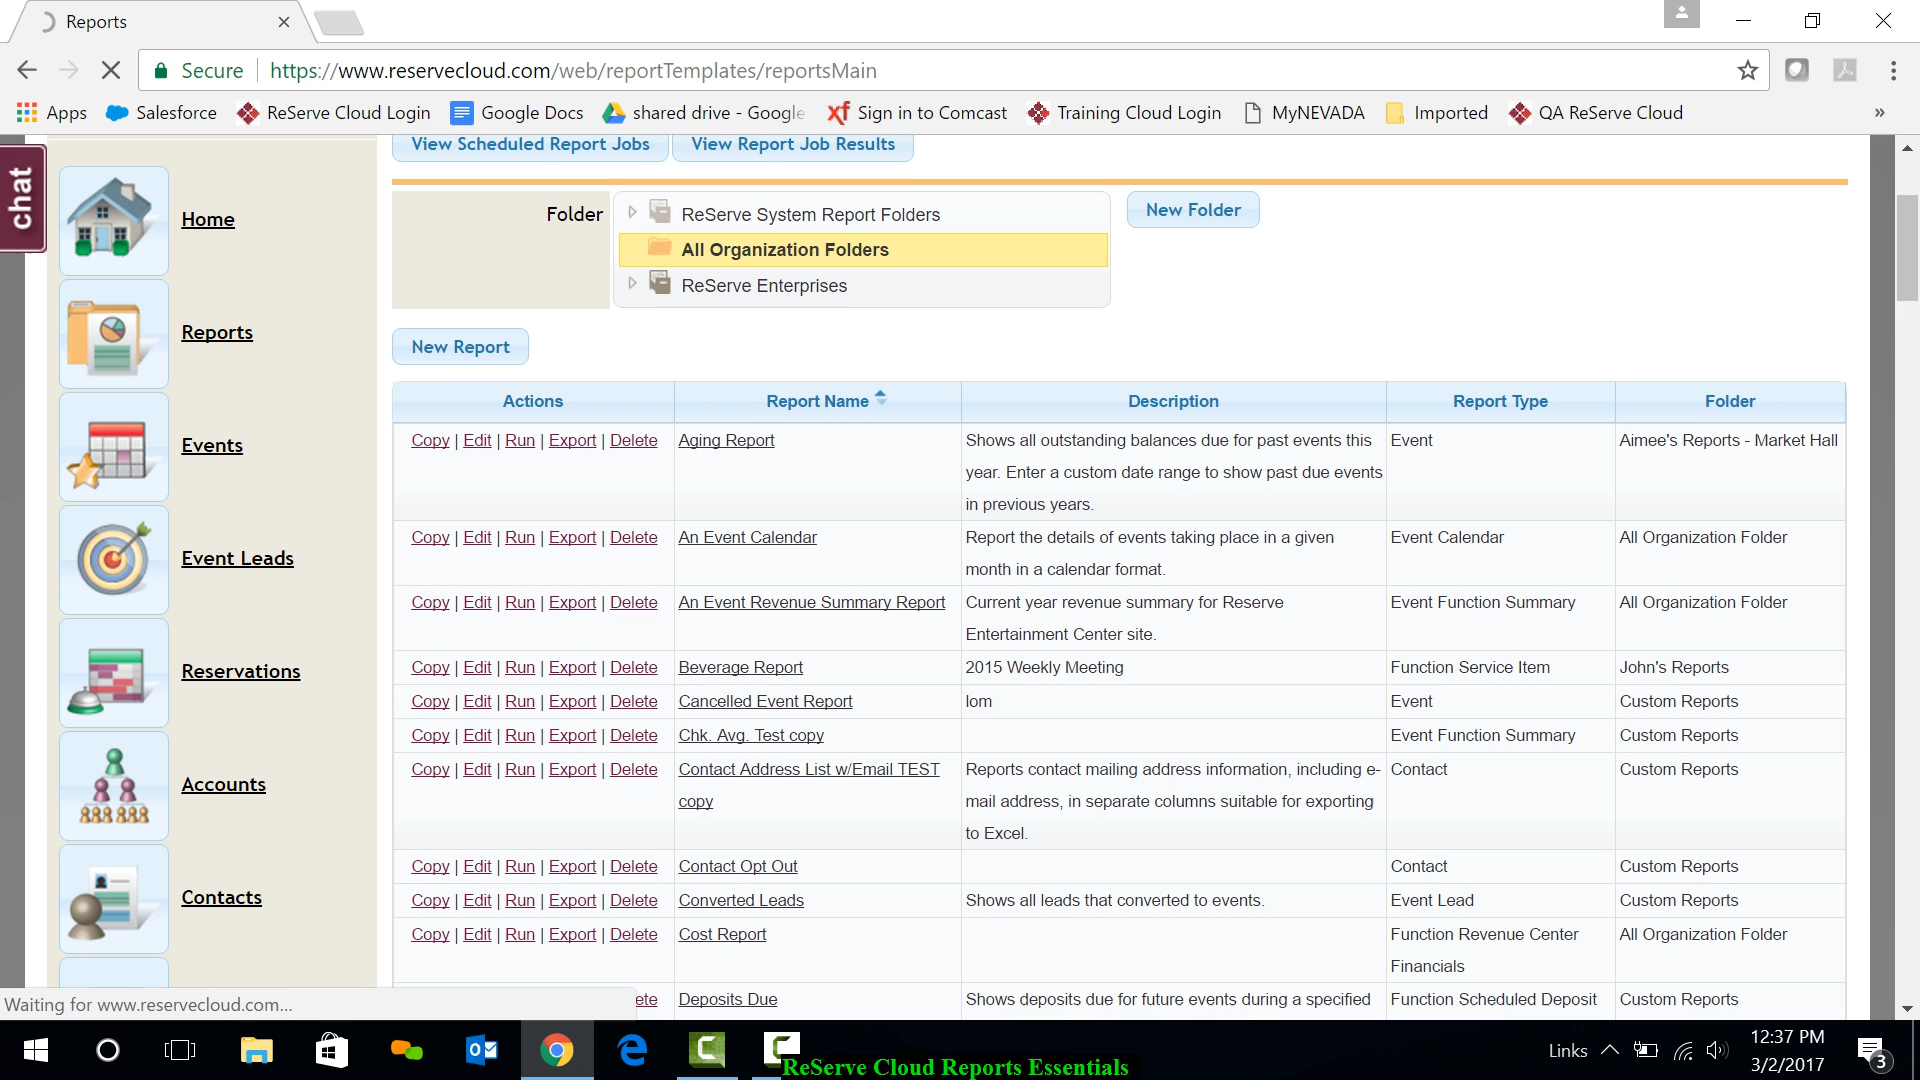 Reports
Secure https://www.reservecloud.com/web/reportTemplates/reportsMain
Apps Salesforce ReServe Cloud Login Google Docs shared drive - Google Sign in to Comcast Training Cloud Login MyNEVADA Imported QA ReServe Cloud »
chat
View Scheduled Report Jobs View Report Job Results
Folder
ReServe System Report Folders
All Organization Folders
ReServe Enterprises
New Folder
Home
Reports
Events
Event Leads
Reservations
Accounts
Contacts
New Report
Actions Report Name Description Report Type Folder
Copy | Edit | Run | Export | Delete Aging Report Shows all outstanding balances due for past events this Event Aimee's Reports - Market Hall
year. Enter a custom date range to show past due events
in previous years.
Copy | Edit | Run | Export | Delete An Event Calendar Report the details of events taking place in a given Event Calendar All Organization Folder
month in a calendar format.
Copy | Edit | Run | Export | Delete An Event Revenue Summary Report Current year revenue summary for Reserve Event Function Summary All Organization Folder
Entertainment Center site.
Copy | Edit | Run | Export | Delete Beverage Report 2015 Weekly Meeting Function Service Item John's Reports
Copy | Edit | Run | Export | Delete Cancelled Event Report lom Event Custom Reports
Copy | Edit | Run | Export | Delete Chk. Avg. Test copy Event Function Summary Custom Reports
Copy | Edit | Run | Export | Delete Contact Address List w/Email TEST Reports contact mailing address information, including e- Contact Custom Reports
copy mail address, in separate columns suitable for exporting
to Excel.
Copy | Edit | Run | Export | Delete Contact Opt Out Contact Custom Reports
Copy | Edit | Run | Export | Delete Converted Leads Shows all leads that converted to events. Event Lead Custom Reports
Copy | Edit | Run | Export | Delete Cost Report Function Revenue Center All Organization Folder
Financials
ete Deposits Due Shows deposits due for future events during a specified Function Scheduled Deposit Custom Reports
Waiting for www.reservecloud.com...
Links 12:37 PM
3/2/2017
3
ReServe Cloud Reports Essentials